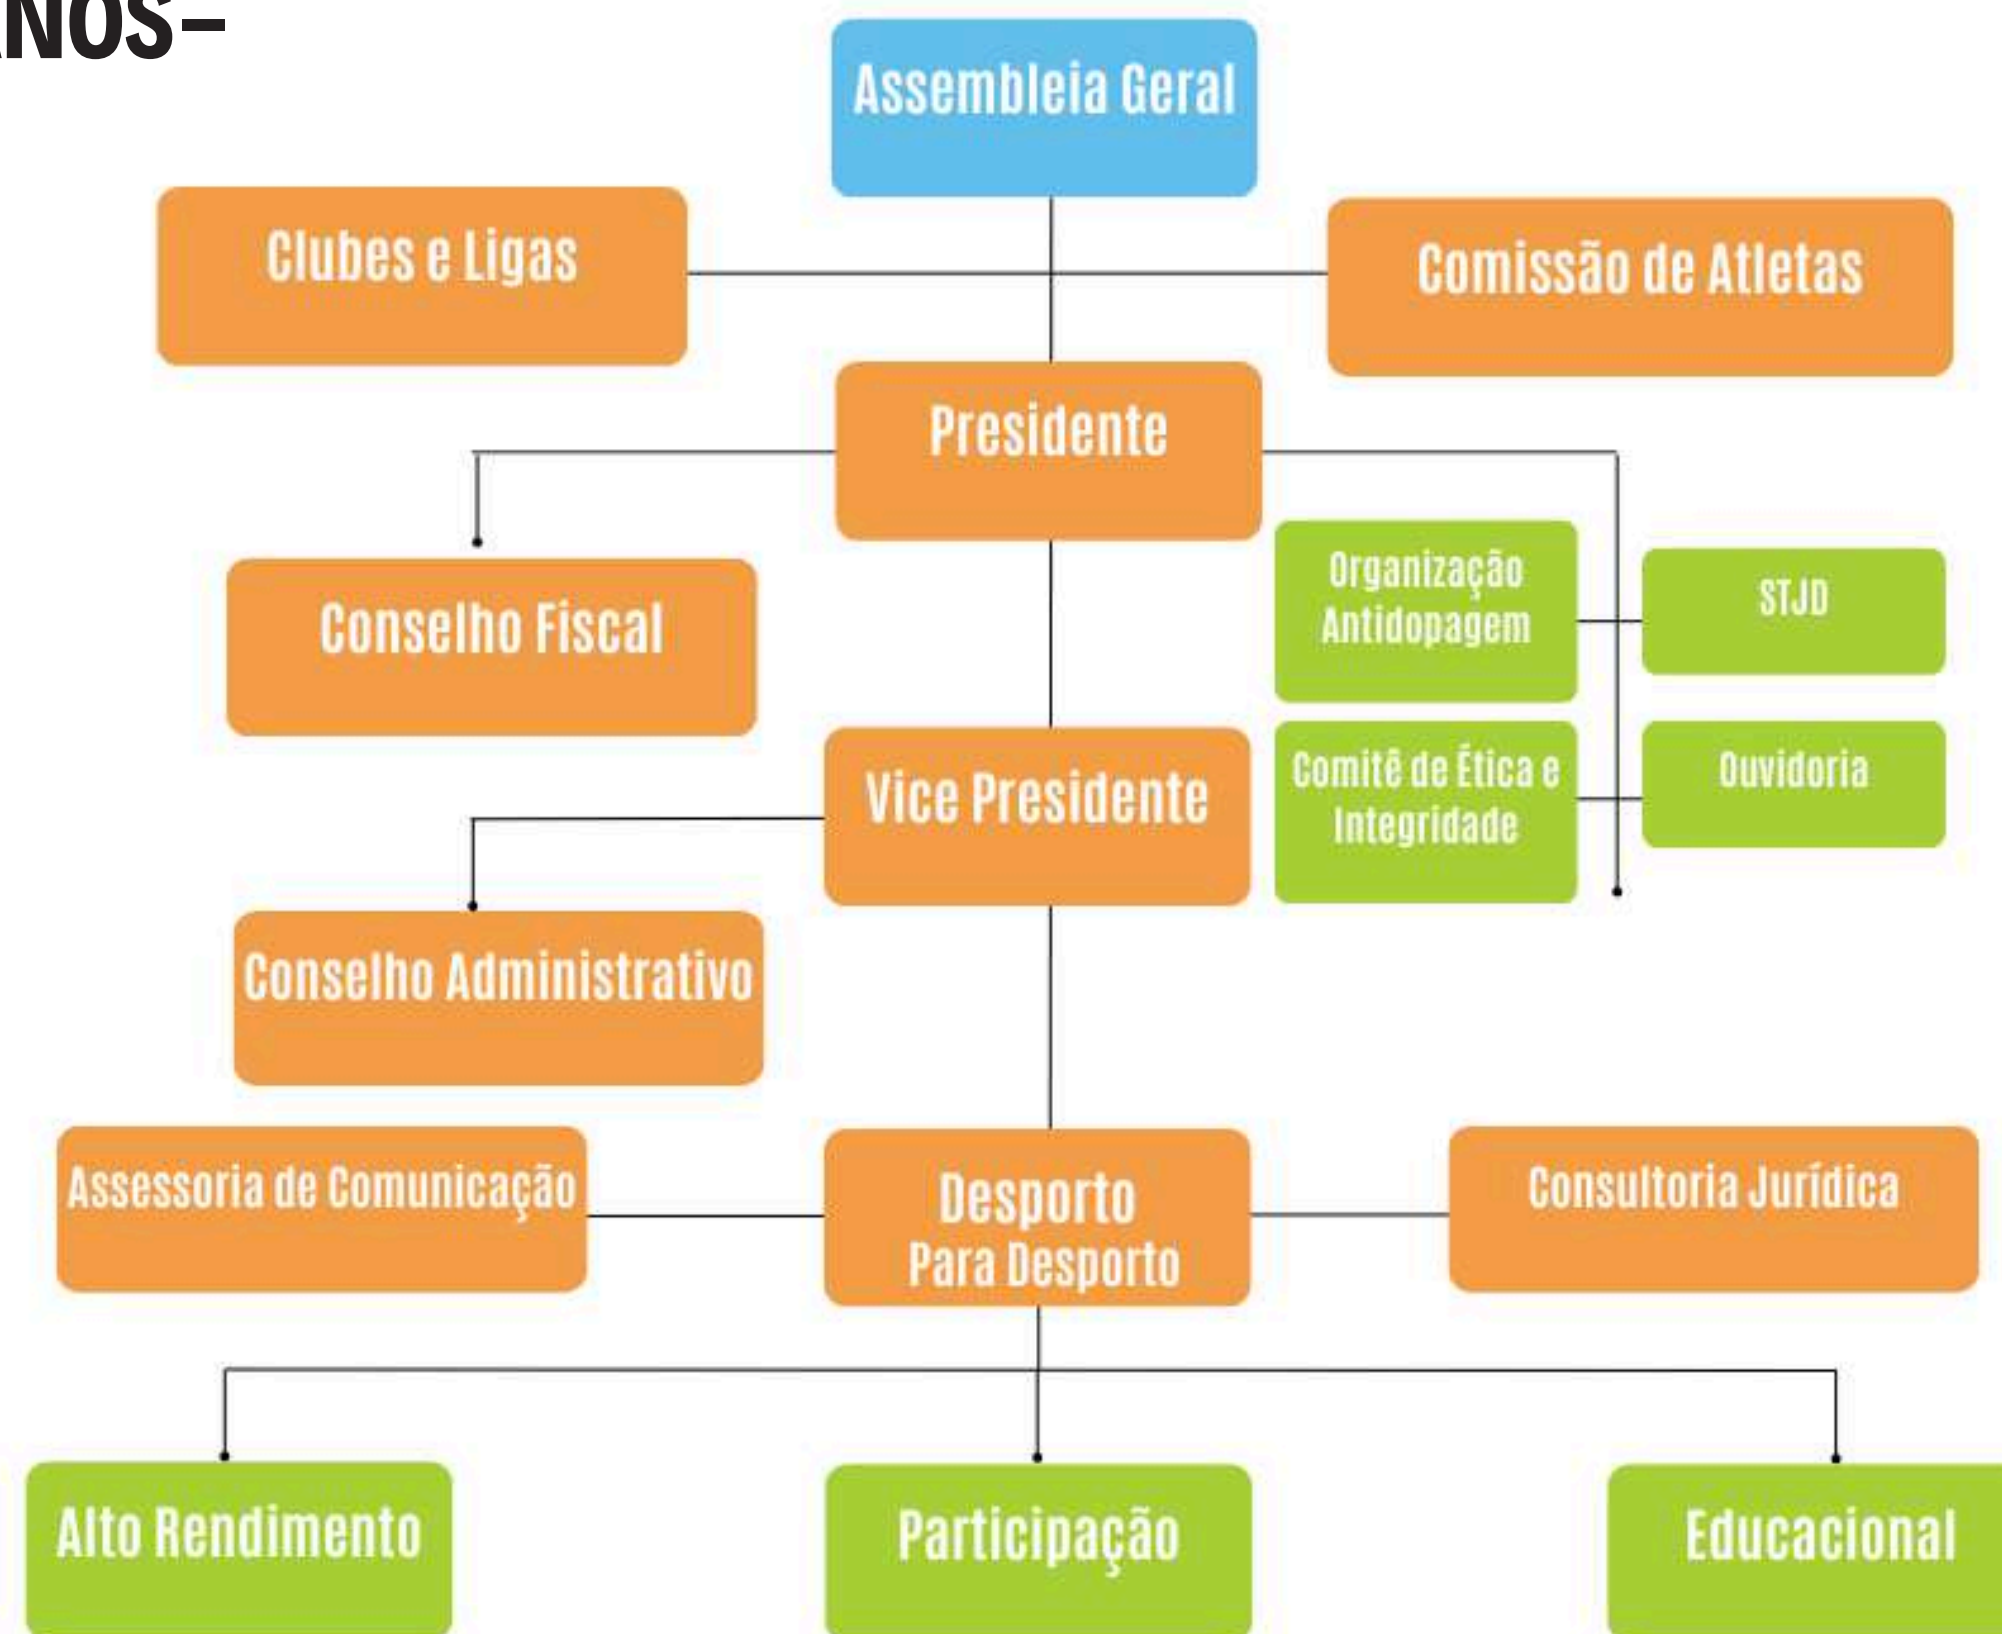 Assembleia Geral
Clubes e Ligas
Comissão de Atletas
Presidente
Organização
Antidopagem
STJD
Conselho Fiscal
Vice Presidente
Comitê de Ética e
Integridade
Ouvidoria
Conselho Administrativo
Assessoria de Comunicação
Desporto
Para Desporto
Consultoria Jurídica
Alto Rendimento
Participação
Educacional